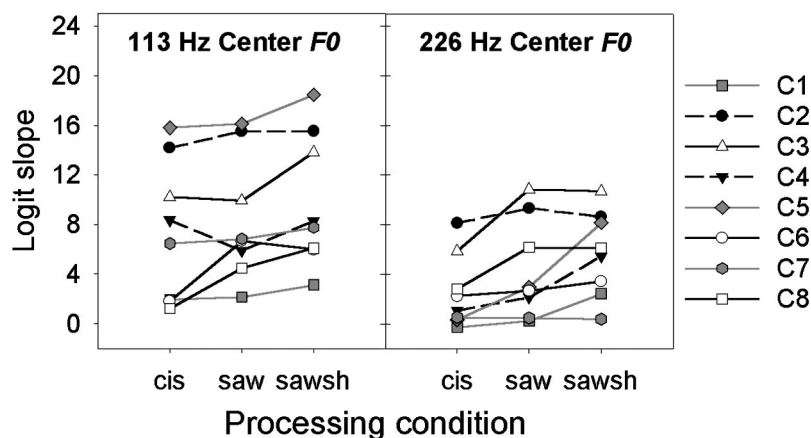 24
20
16
12
8
4
0
Logit slope
113 Hz Center F0
226 Hz Center F0
cis saw sawsh
cis saw sawsh
Processing condition
C1
C2
C3
C4
C5
C6
C7
C8